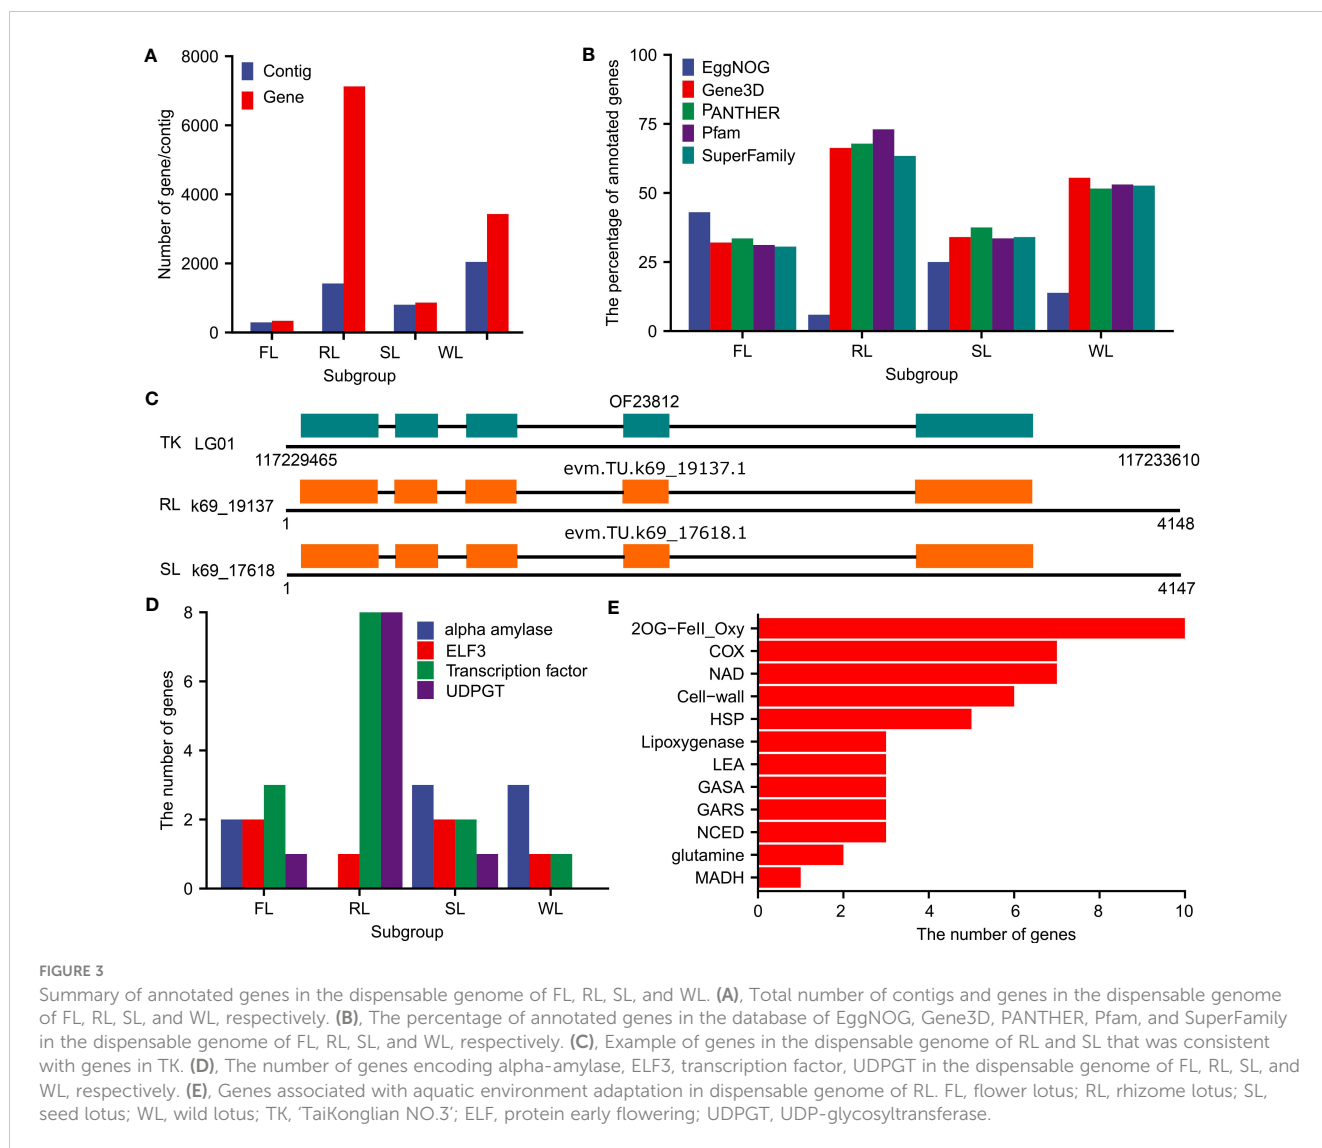 A
8000
6000
4000
2000
0
Number of gene/contig
Contig
Gene
FL RL SL WL
Subgroup
B
100
75
50
25
0
The percentage of annotated genes
EggNOG
Gene3D
PANTHER
Pfam
SuperFamily
FL RL SL WL
Subgroup
C
OF23812
TK LG01
117229465 117233610
evm.TU.k69_19137.1
RL k69_19137
1 4148
evm.TU.k69_17618.1
SL k69_17618
1 4147
D
8
6
4
2
0
The number of genes
alpha amylase
ELF3
Transcription factor
UDPGT
FL RL SL WL
Subgroup
E
2OG−FeII_Oxy
COX
NAD
Cell−wall
HSP
Lipoxygenase
LEA
GASA
GARS
NCED
glutamine
MADH
0 2 4 6 8 10
The number of genes
FIGURE 3
Summary of annotated genes in the dispensable genome of FL, RL, SL, and WL. (A), Total number of contigs and genes in the dispensable genome
of FL, RL, SL, and WL, respectively. (B), The percentage of annotated genes in the database of EggNOG, Gene3D, PANTHER, Pfam, and SuperFamily
in the dispensable genome of FL, RL, SL, and WL, respectively. (C), Example of genes in the dispensable genome of RL and SL that was consistent
with genes in TK. (D), The number of genes encoding alpha-amylase, ELF3, transcription factor, UDPGT in the dispensable genome of FL, RL, SL, and
WL, respectively. (E), Genes associated with aquatic environment adaptation in dispensable genome of RL. FL, flower lotus; RL, rhizome lotus; SL,
seed lotus; WL, wild lotus; TK, ‘TaiKonglian NO.3’; ELF, protein early flowering; UDPGT, UDP-glycosyltransferase.